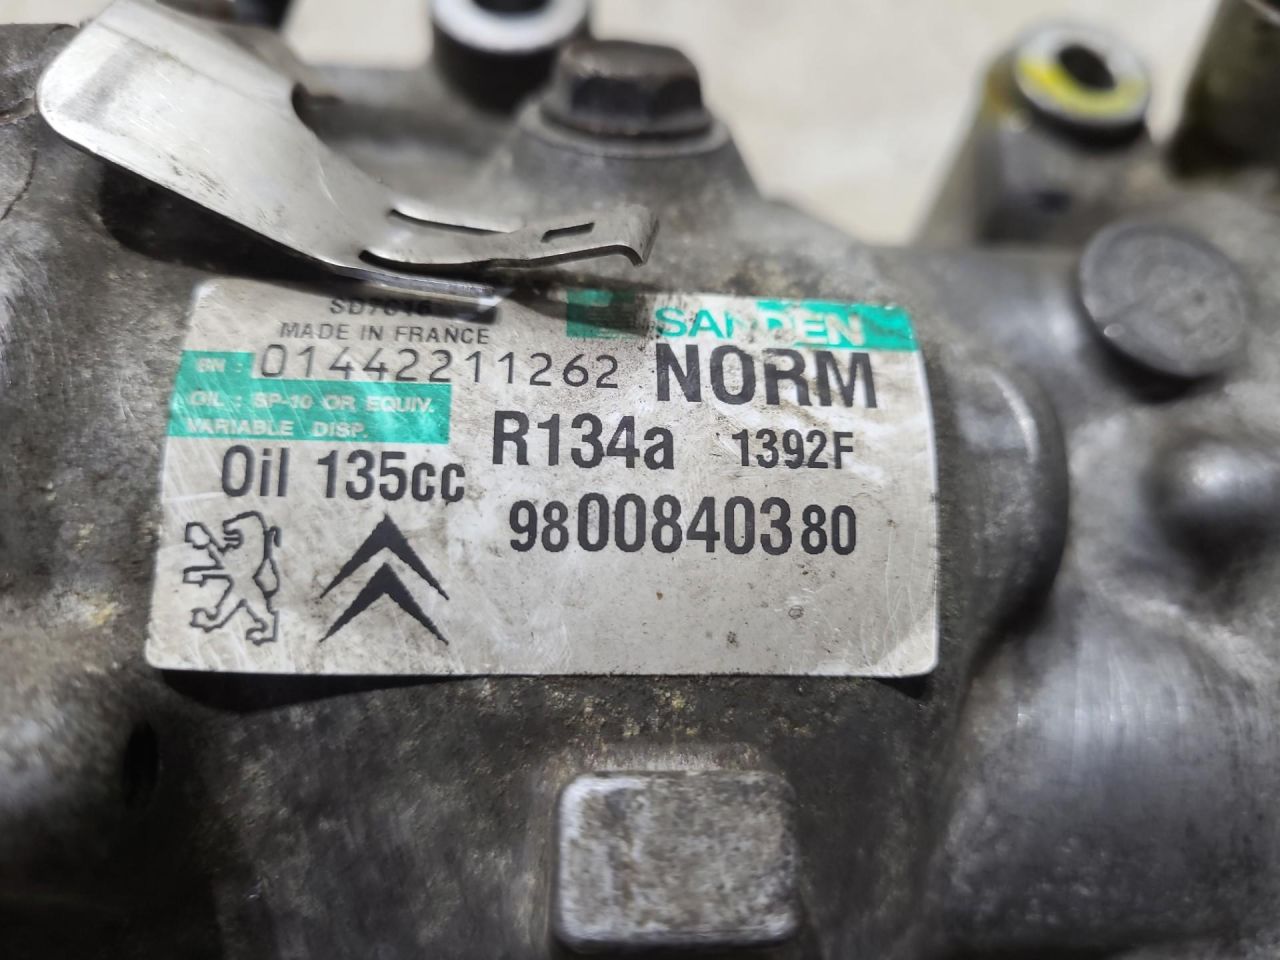 SD7C16
MADE IN FRANCE
SANDEN
SN : 01442211262
NORM
OIL : SP-10 OR EQUIV.
VARIABLE DISP.
R134a 1392F
Oil 135cc
9800840380